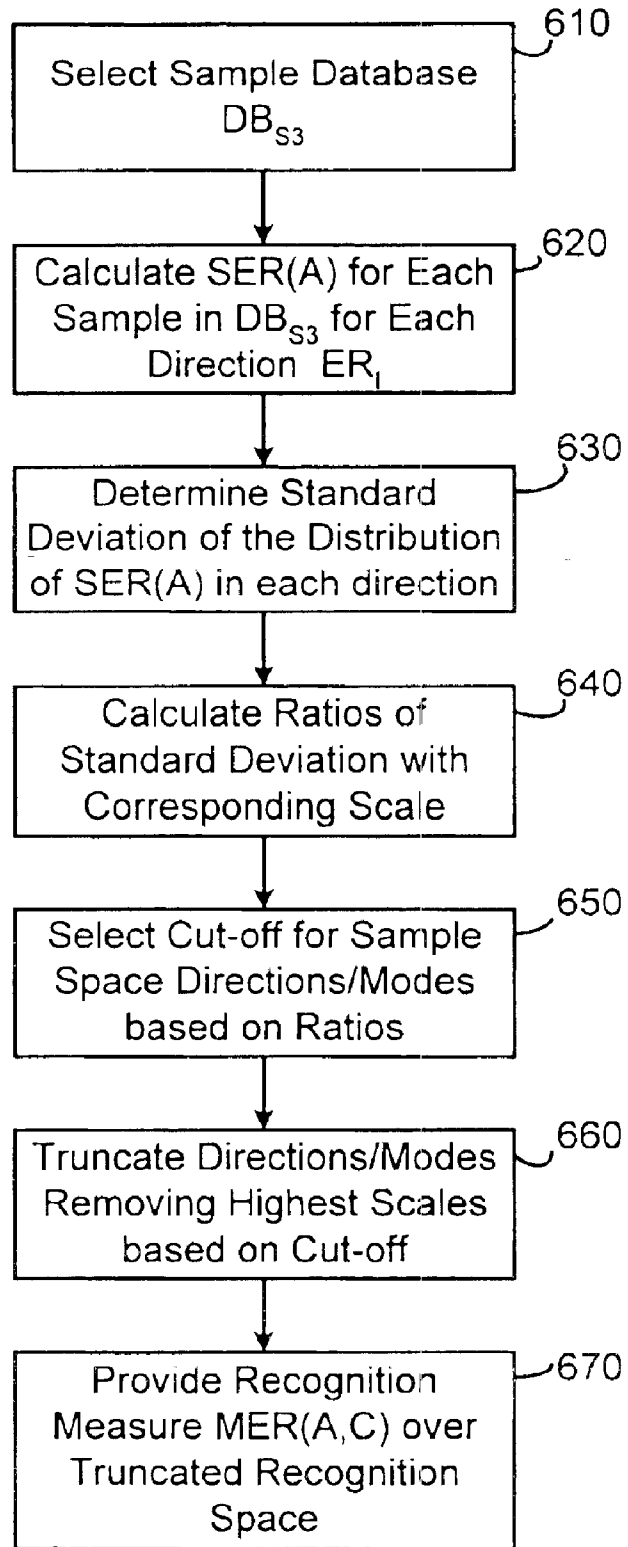 610
Select Sample Database
DB_S3
620
Calculate SER(A) for Each
Sample in DB_S3 for Each
Direction ER_I
630
Determine Standard
Deviation of the Distribution
of SER(A) in each direction
640
Calculate Ratios of
Standard Deviation with
Corresponding Scale
650
Select Cut-off for Sample
Space Directions/Modes
based on Ratios
660
Truncate Directions/Modes
Removing Highest Scales
based on Cut-off
670
Provide Recognition
Measure MER(A,C) over
Truncated Recognition
Space